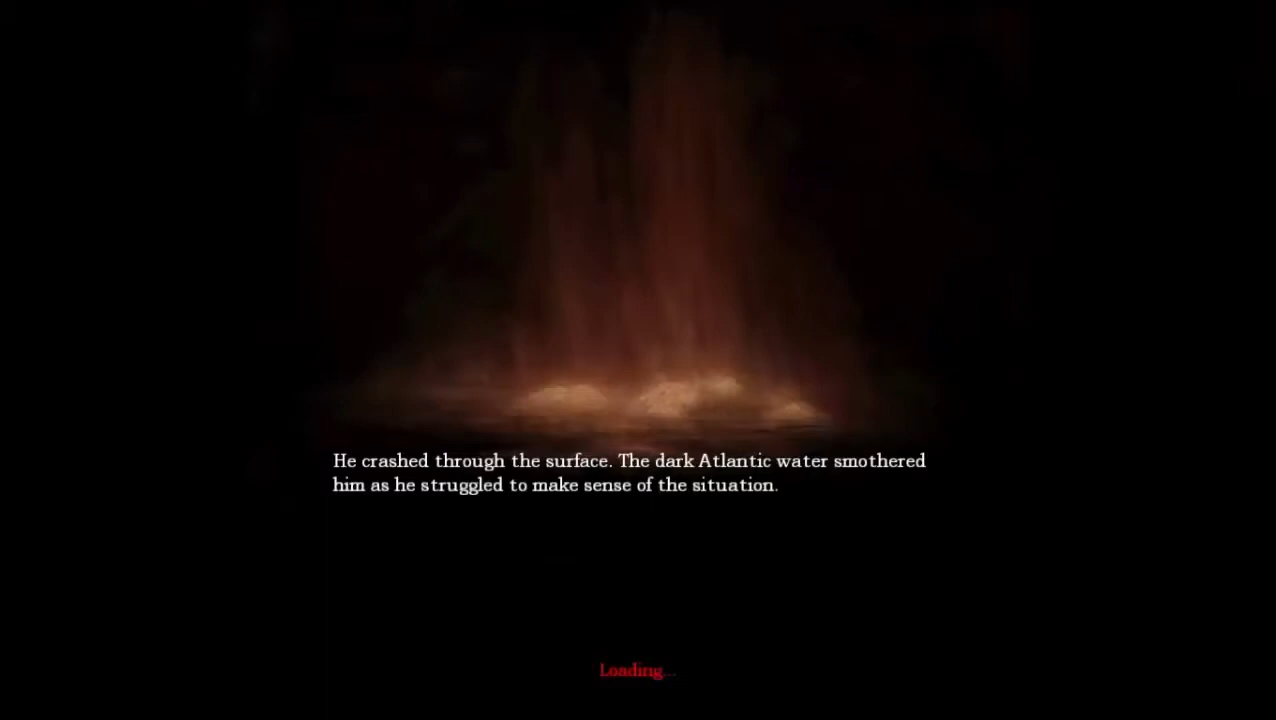 He crashed through the surface. The dark Atlantic water smothered
him as he struggled to make sense of the situation.
Loading...